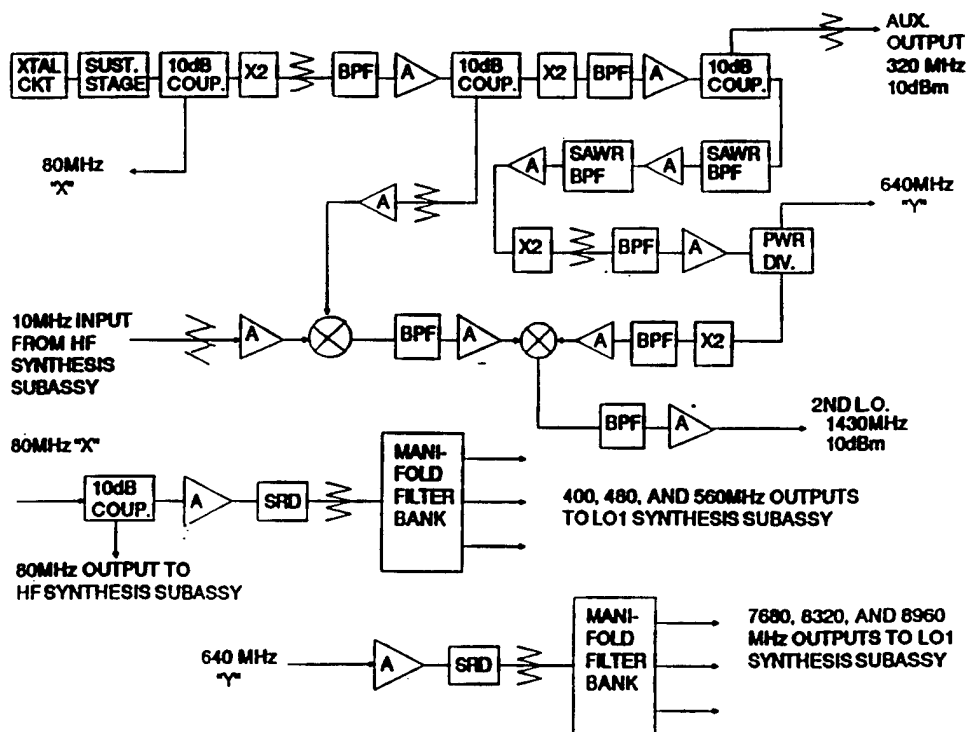 XTAL
CKT
SUST.
STAGE
10dB
COUP.
X2
BPF
A
10dB
COUP.
X2
BPF
A
10dB
COUP.
AUX.
OUTPUT
320 MHz
10dBm
80MHz
"X"
A
SAWR
BPF
A
SAWR
BPF
A
640MHz
"Y"
X2
BPF
A
PWR
DIV.
10MHz INPUT
FROM HF
SYNTHESIS
SUBASSY
A
BPF
A
A
BPF
X2
BPF
A
2ND L.O.
1430MHz
10dBm
80MHz "X"
10dB
COUP.
A
SRD
MANI-
FOLD
FILTER
BANK
400, 480, AND 560MHz OUTPUTS
TO LO1 SYNTHESIS SUBASSY
80MHz OUTPUT TO
HF SYNTHESIS SUBASSY
640 MHz
"Y"
A
SRD
MANI-
FOLD
FILTER
BANK
7680, 8320, AND 8960
MHz OUTPUTS TO LO1
SYNTHESIS SUBASSY